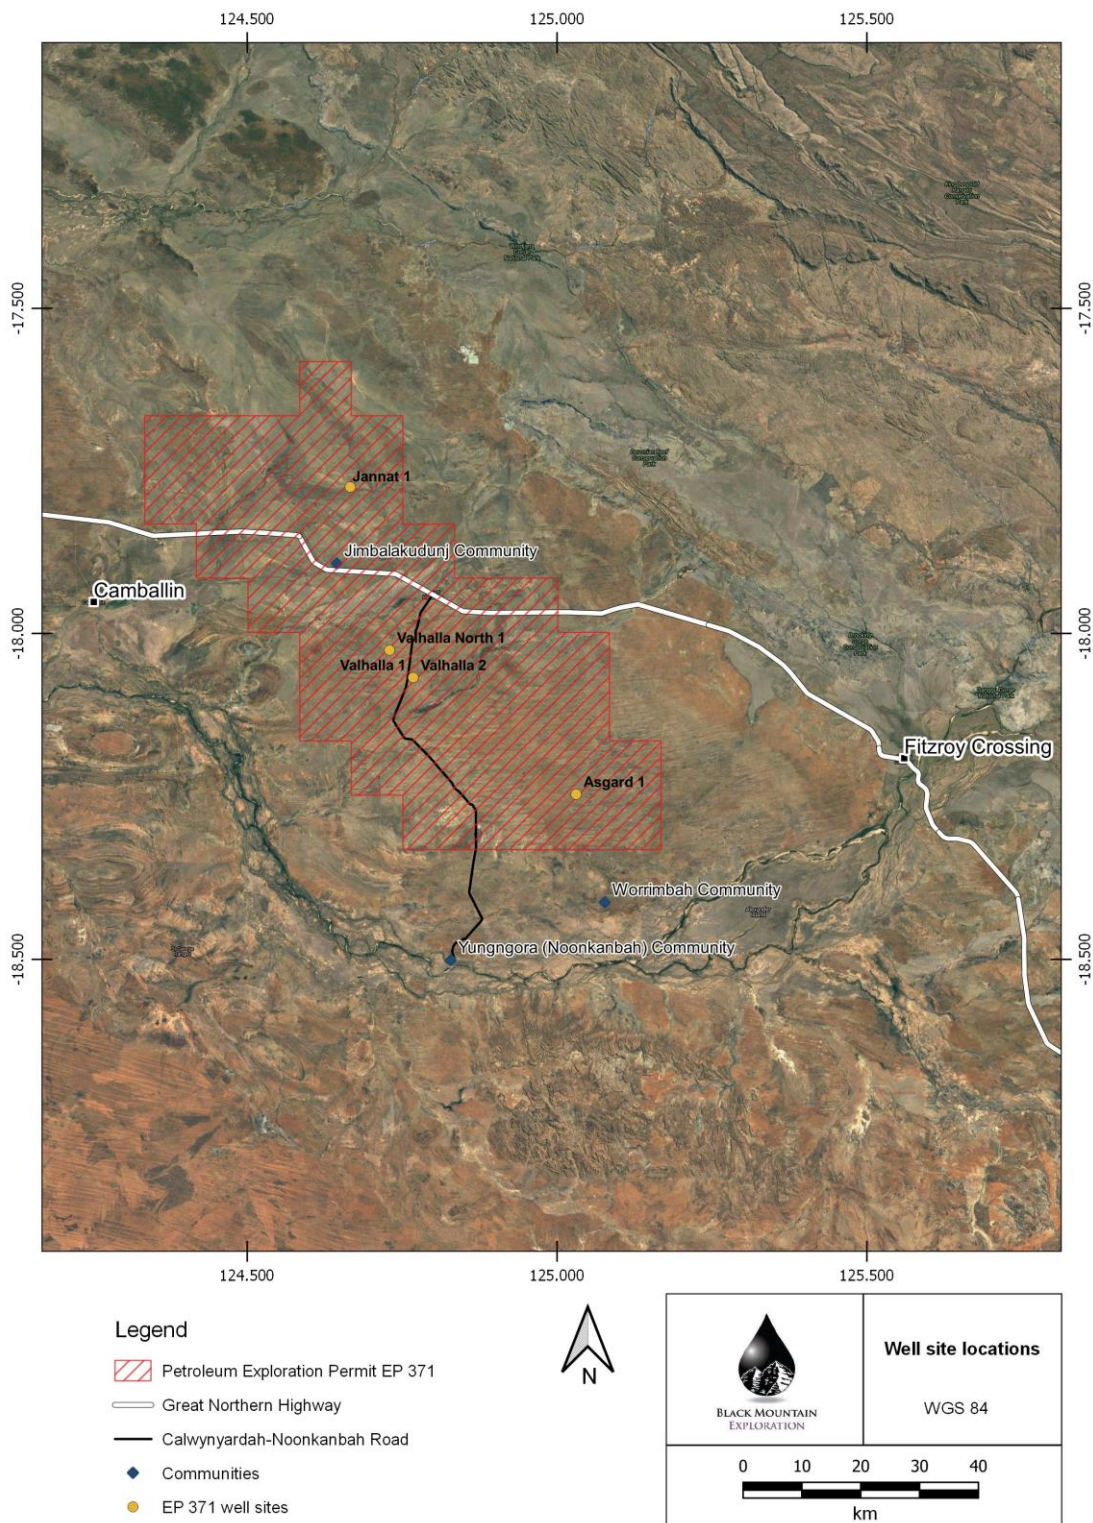 124.500
125.000
125.500
-17.500
-17.500
Jannat 1
Jimbalakudunj Community
Camballin
-18.000
-18.000
Valhalla North 1
Valhalla 1
Valhalla 2
Fitzroy Crossing
Asgard 1
Worrimbah Community
Yungngora (Noonkanbah) Community
-18.500
-18.500
124.500
125.000
125.500
Legend
Petroleum Exploration Permit EP 371
Great Northern Highway
Calwynyardah-Noonkanbah Road
Communities
EP 371 well sites
N
BLACK MOUNTAIN
EXPLORATION
Well site locations
WGS 84
0 10 20 30 40
km